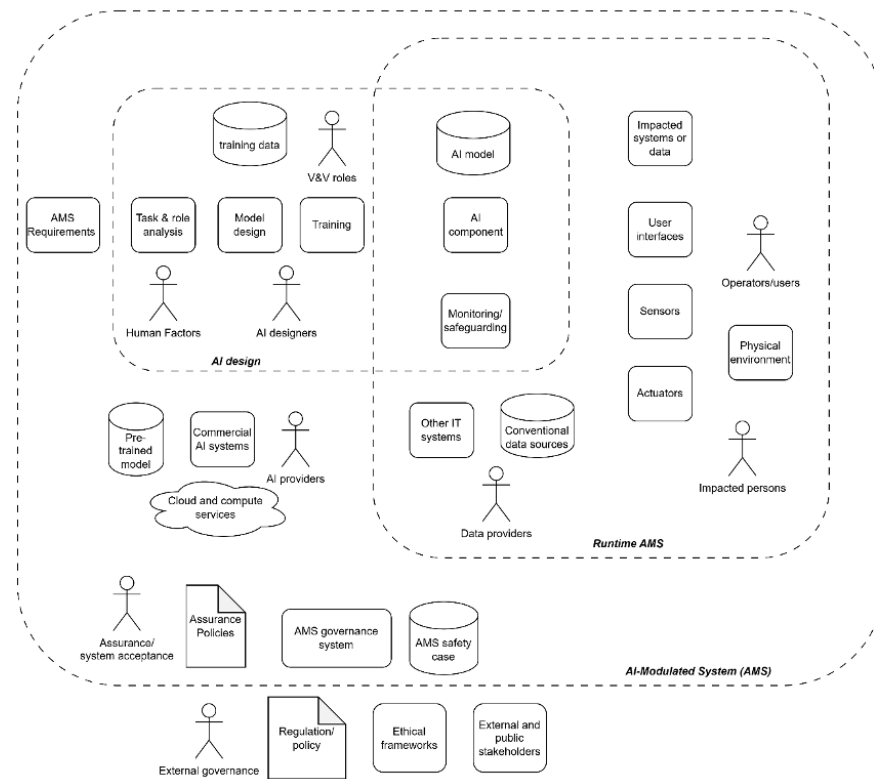 training data
V&V roles
AI model
Impacted
systems or
data
AMS
Requirements
Task & role
analysis
Model
design
Training
AI
component
User
interfaces
Operators/users
Human Factors
AI designers
Monitoring/
safeguarding
Sensors
Physical
environment
AI design
Actuators
Pre-
trained
model
Commercial
AI systems
AI providers
Other IT
systems
Conventional
data sources
Impacted persons
Cloud and compute
services
Data providers
Runtime AMS
Assurance/
system acceptance
Assurance
Policies
AMS governance
system
AMS safety
case
AI-Modulated System (AMS)
External governance
Regulation/
policy
Ethical
frameworks
External and
public
stakeholders